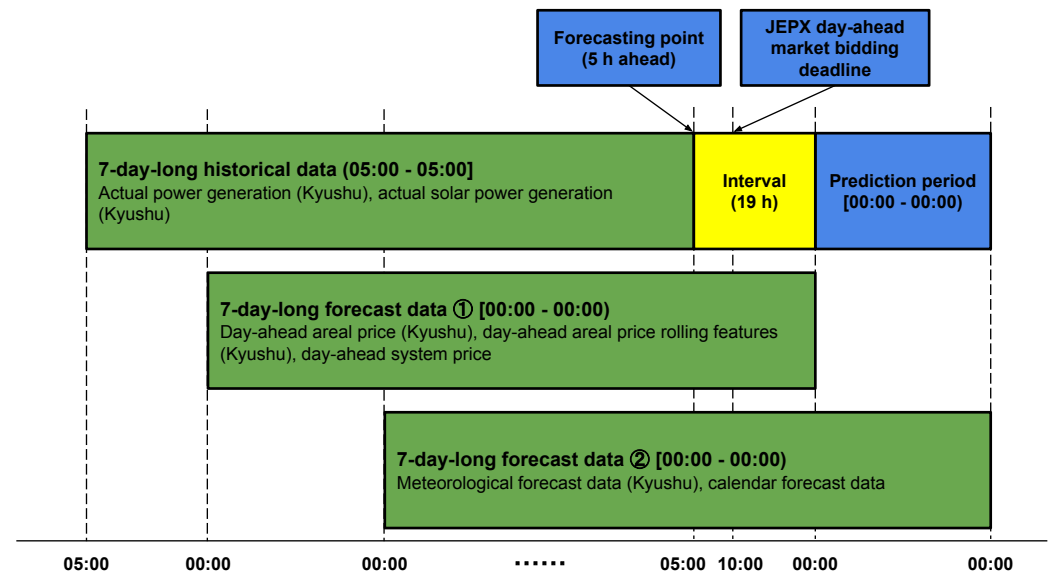 Forecasting point
(5 h ahead)
JEPX day-ahead
market bidding
deadline
7-day-long historical data (05:00 - 05:00]
Actual power generation (Kyushu), actual solar power generation
(Kyushu)
Interval
(19 h)
Prediction period
[00:00 - 00:00)
7-day-long forecast data ① [00:00 - 00:00)
Day-ahead areal price (Kyushu), day-ahead areal price rolling features
(Kyushu), day-ahead system price
7-day-long forecast data ② [00:00 - 00:00)
Meteorological forecast data (Kyushu), calendar forecast data
05:00 00:00 00:00 ...... 05:00 10:00 00:00 00:00